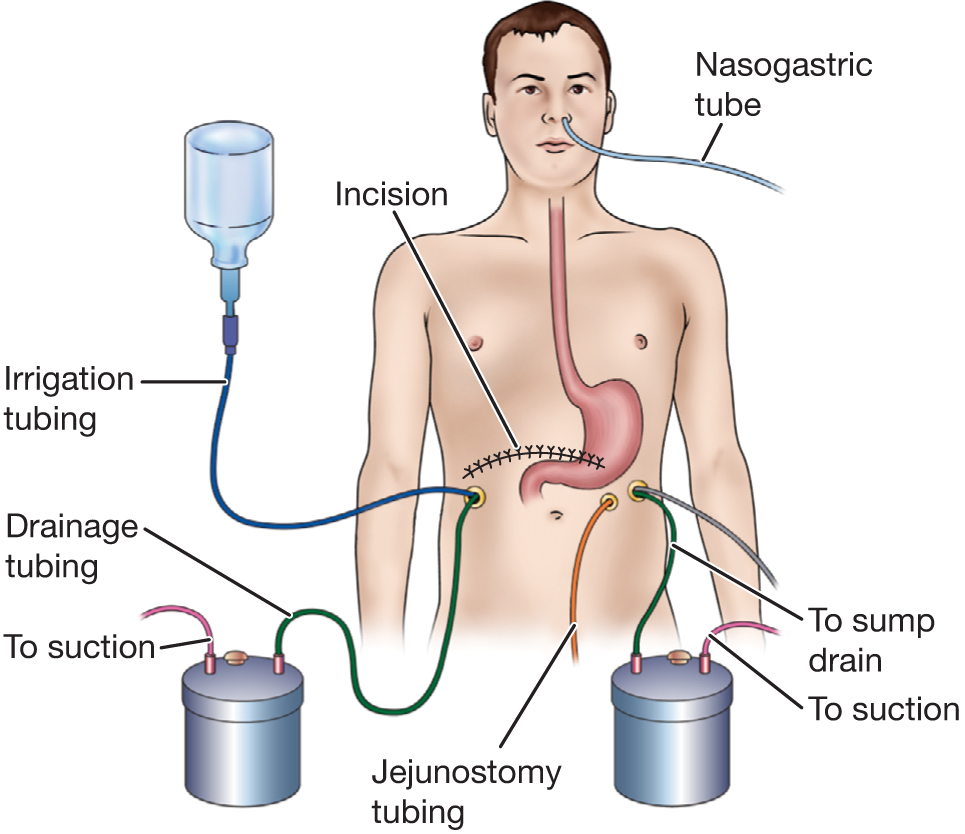 Nasogastric
tube
Incision
Irrigation
tubing
Drainage
tubing
To suction
To sump
drain
To suction
Jejunostomy
tubing